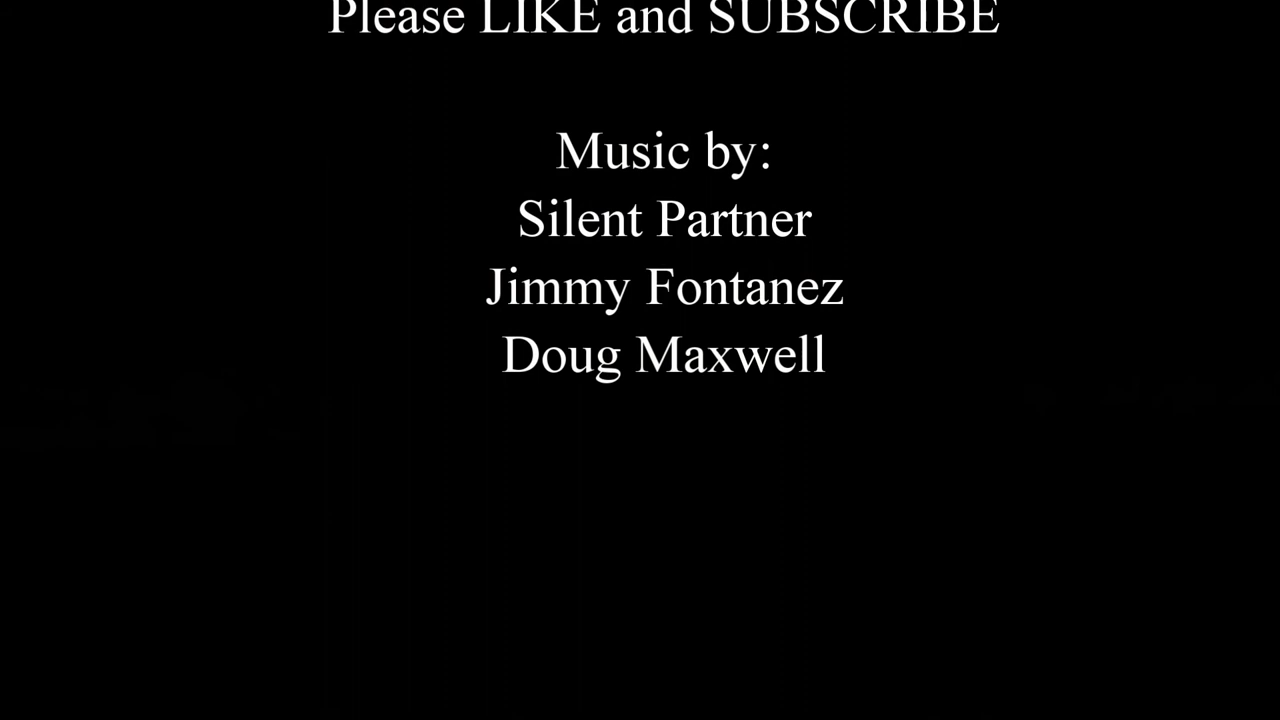 Please LIKE and SUBSCRIBE
Music by:
Silent Partner
Jimmy Fontanez
Doug Maxwell